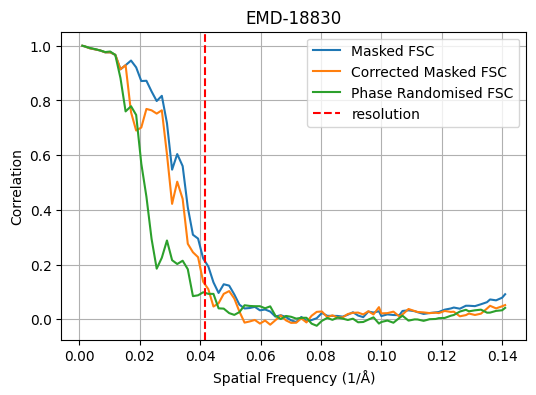 EMD-18830
Masked FSC
Corrected Masked FSC
Phase Randomised FSC
resolution
Correlation
1.0
0.8
0.6
0.4
0.2
0.0
0.00 0.02 0.04 0.06 0.08 0.10 0.12 0.14
Spatial Frequency (1/Å)